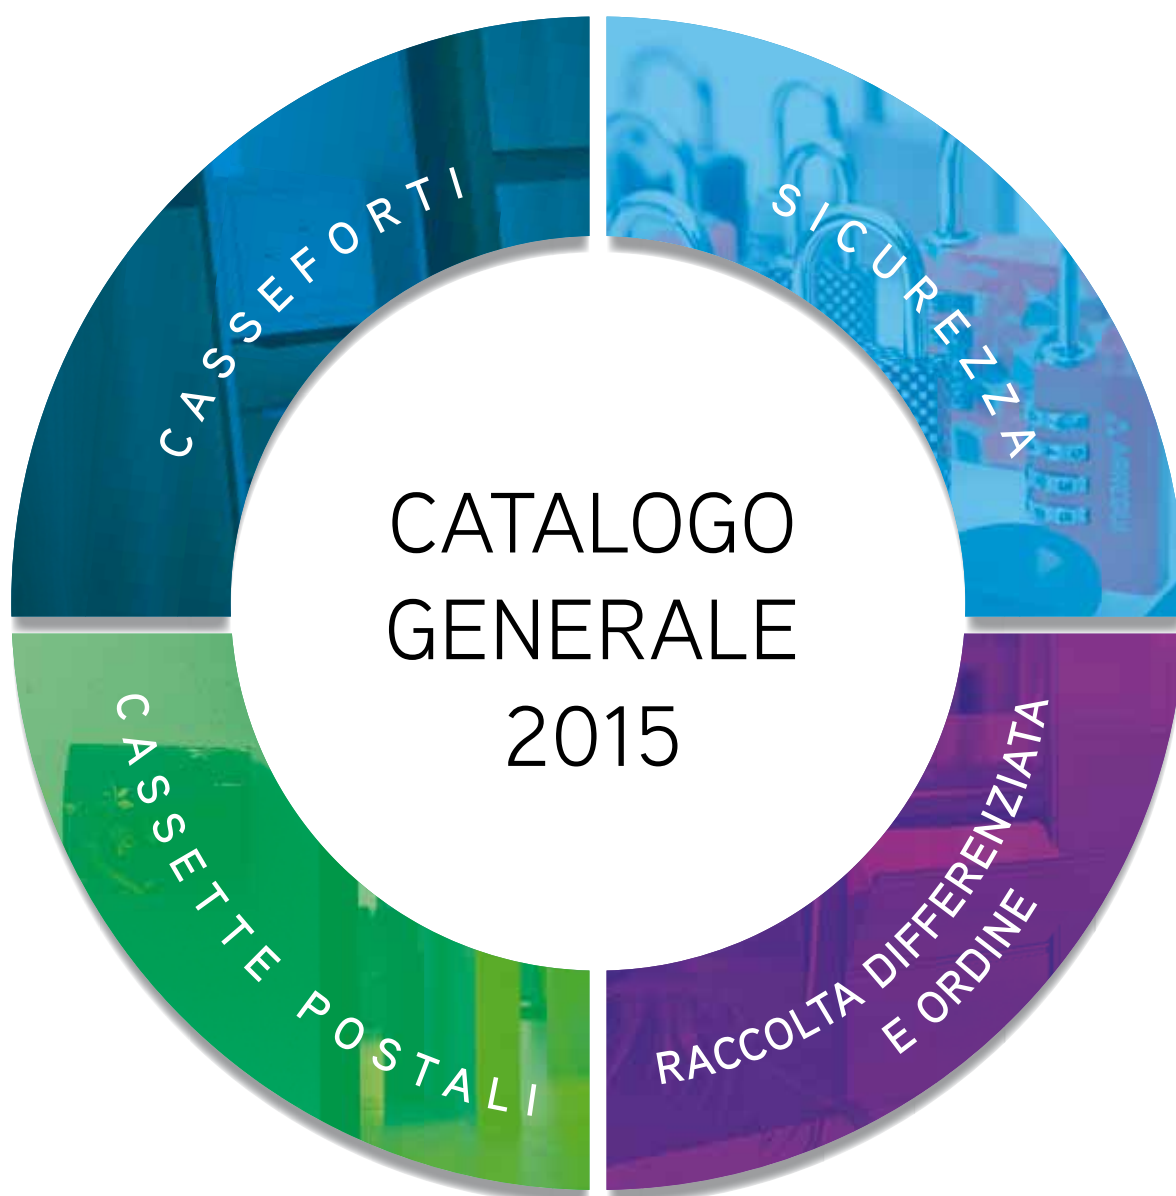 CASSEFORTI
SICUREZZA
CATALOGO
GENERALE
2015
CASSETTE POSTALI
RACCOLTA DIFFERENZIATA
E ORDINE